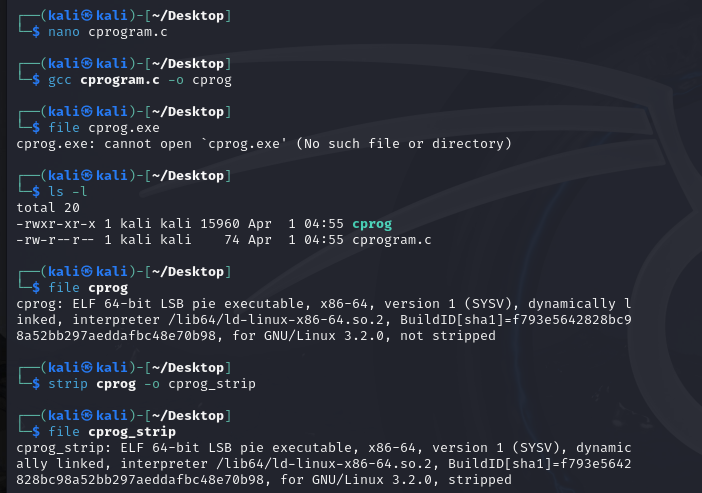 ┌──(kali㉿kali)-[~/Desktop]
└─$ nano cprogram.c
┌──(kali㉿kali)-[~/Desktop]
└─$ gcc cprogram.c -o cprog
┌──(kali㉿kali)-[~/Desktop]
└─$ file cprog.exe
cprog.exe: cannot open `cprog.exe' (No such file or directory)
┌──(kali㉿kali)-[~/Desktop]
└─$ ls -l
total 20
-rwxr-xr-x 1 kali kali 15960 Apr  1 04:55 cprog
-rw-r--r-- 1 kali kali    74 Apr  1 04:55 cprogram.c
┌──(kali㉿kali)-[~/Desktop]
└─$ file cprog
cprog: ELF 64-bit LSB pie executable, x86-64, version 1 (SYSV), dynamically l
inked, interpreter /lib64/ld-linux-x86-64.so.2, BuildID[sha1]=f793e5642828bc9
8a52bb297aeddafbc48e70b98, for GNU/Linux 3.2.0, not stripped
┌──(kali㉿kali)-[~/Desktop]
└─$ strip cprog -o cprog_strip
┌──(kali㉿kali)-[~/Desktop]
└─$ file cprog_strip
cprog_strip: ELF 64-bit LSB pie executable, x86-64, version 1 (SYSV), dynamic
ally linked, interpreter /lib64/ld-linux-x86-64.so.2, BuildID[sha1]=f793e5642
828bc98a52bb297aeddafbc48e70b98, for GNU/Linux 3.2.0, stripped